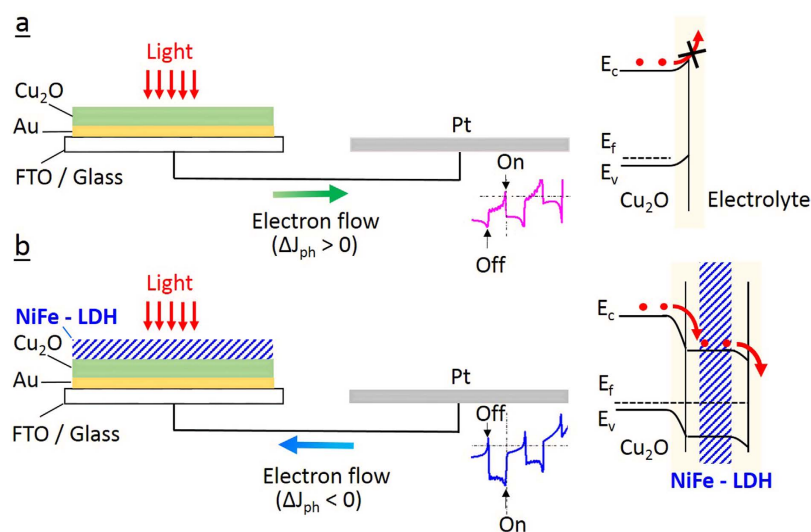 a
Light
Cu₂O
Au
FTO / Glass
Pt
On
Electron flow
(ΔJph > 0)
Off
Ec
Ef
Ev
Cu₂O
Electrolyte
b
Light
NiFe - LDH
Cu₂O
Au
FTO / Glass
Pt
Off
Electron flow
(ΔJph < 0)
On
Ec
Ef
Ev
Cu₂O
NiFe - LDH